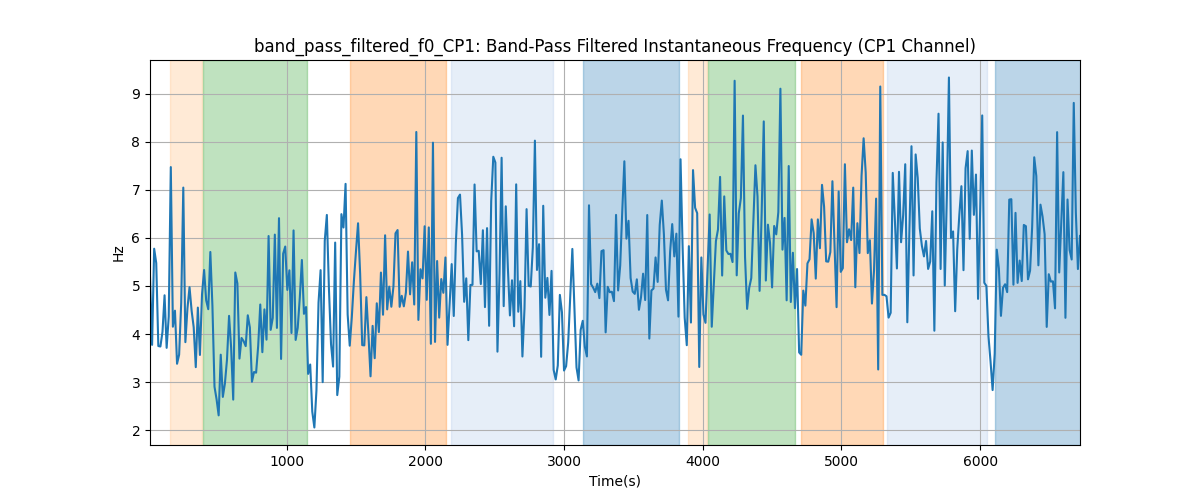 band_pass_filtered_f0_CP1: Band-Pass Filtered Instantaneous Frequency (CP1 Channel)
9
8
7
6
5
4
3
2
Hz
1000 2000 3000 4000 5000 6000
Time(s)